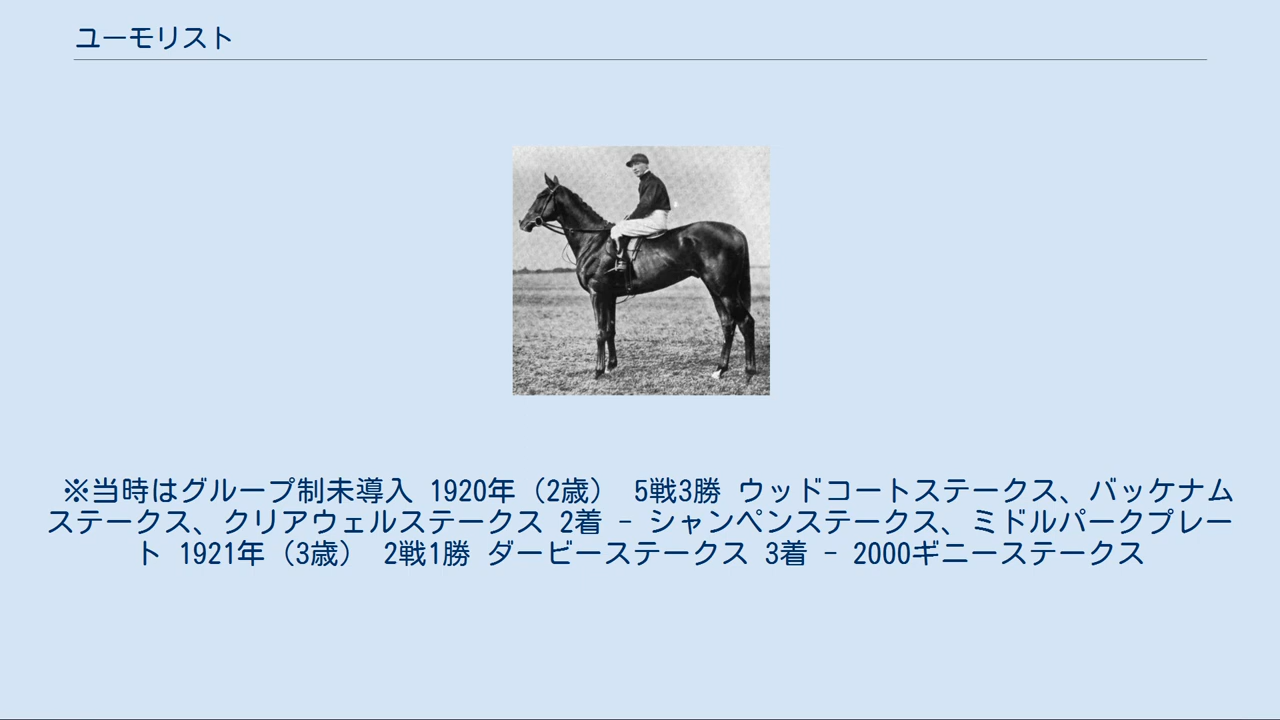 ユーモリスト
※当時はグループ制未導入 1920年（2歳） 5戦3勝 ウッドコートステークス、バッケナム
ステークス、クリアウェルステークス 2着 - シャンペンステークス、ミドルパークプレー
ト 1921年（3歳） 2戦1勝 ダービーステークス 3着 - 2000ギニーステークス